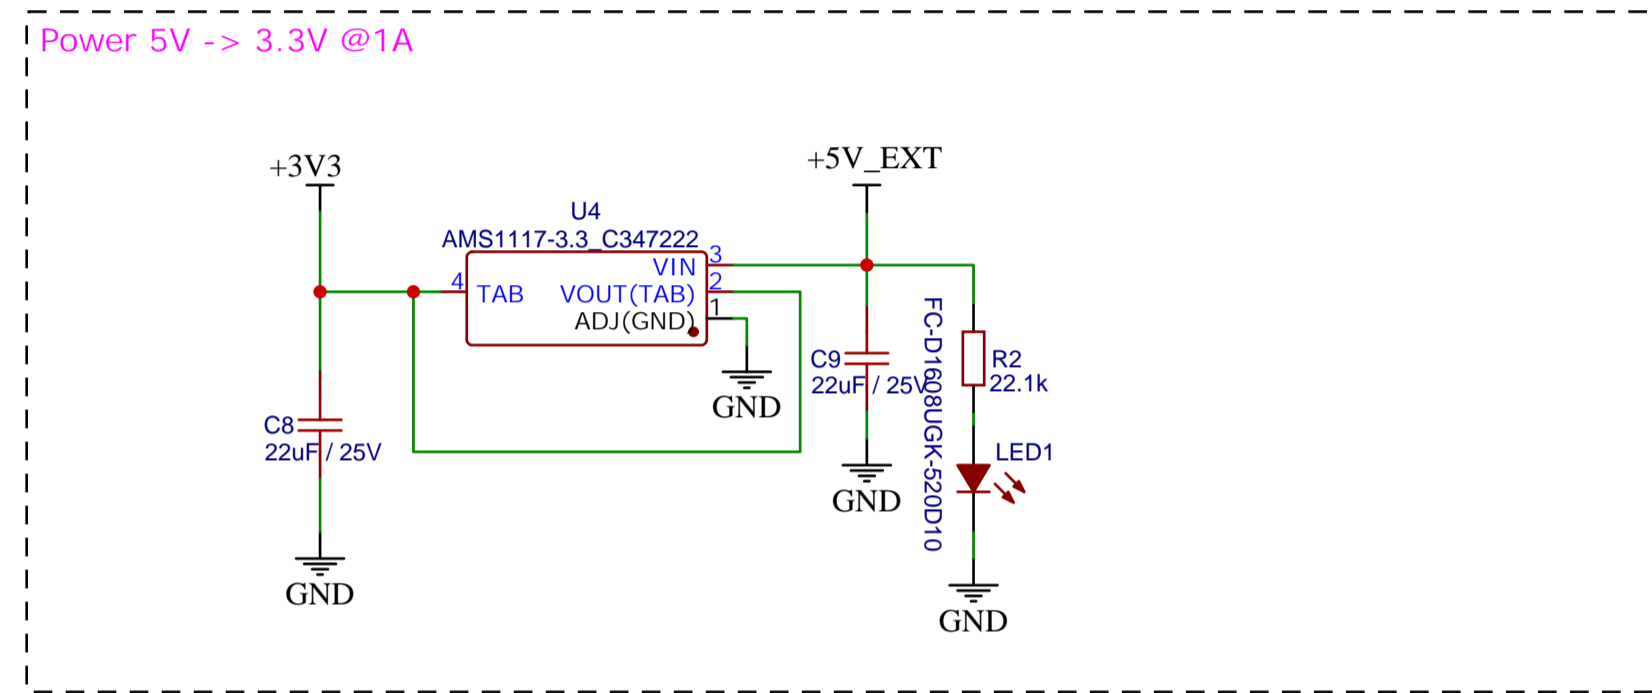 Power 5V -> 3.3V @1A
+3V3
+5V_EXT
U4
AMS1117-3.3_C347222
4
TAB
VIN
3
VOUT(TAB)
2
ADJ(GND)
1
GND
C8
22uF / 25V
GND
C9
22uF / 25V
GND
FC-D1608UGK-520D10
R2
22.1k
LED1
GND